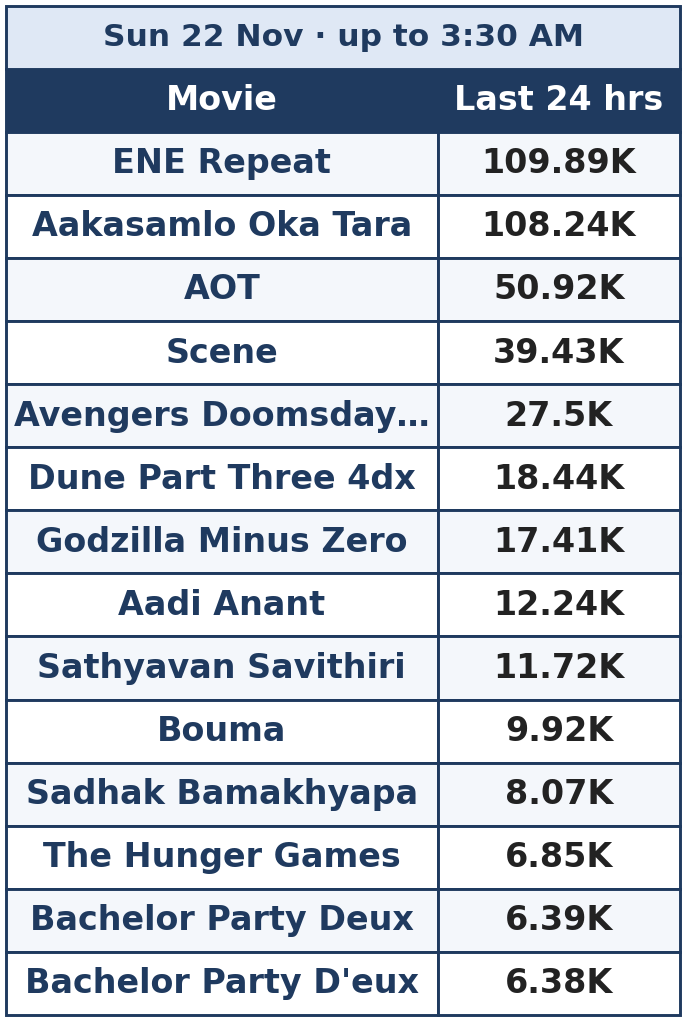 Sun 22 Nov · up to 3:30 AM
Movie Last 24 hrs
ENE Repeat 109.89K
Aakasamlo Oka Tara 108.24K
AOT 50.92K
Scene 39.43K
Avengers Doomsday... 27.5K
Dune Part Three 4dx 18.44K
Godzilla Minus Zero 17.41K
Aadi Anant 12.24K
Sathyavan Savithiri 11.72K
Bouma 9.92K
Sadhak Bamakhyapa 8.07K
The Hunger Games 6.85K
Bachelor Party Deux 6.39K
Bachelor Party D'eux 6.38K